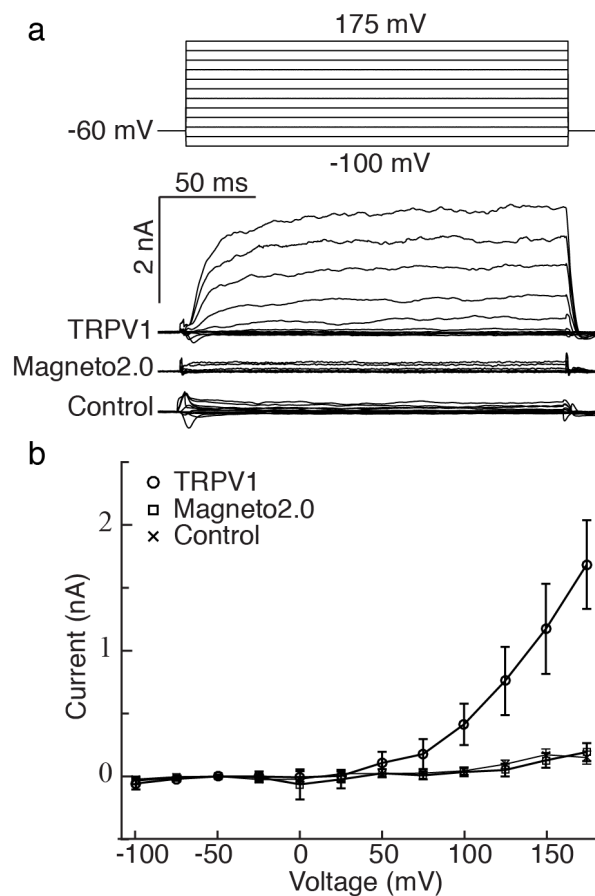 a
175 mV
-60 mV
-100 mV
50 ms
2 nA
TRPV1
Magneto2.0
Control
b
TRPV1
Magneto2.0
Control
2
1
0
Current (nA)
-100 -50 0 50 100 150
Voltage (mV)